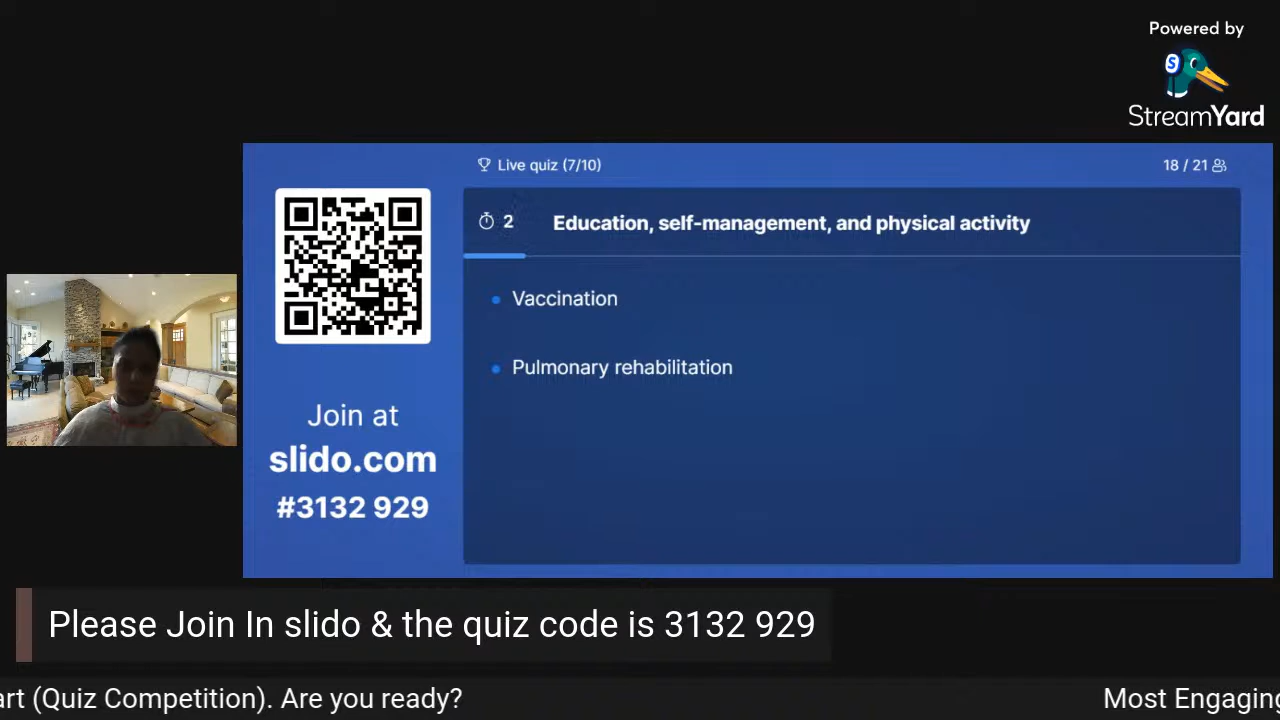 Powered by
StreamYard
Live quiz (7/10)
18 / 21
2
Education, self-management, and physical activity
Vaccination
Pulmonary rehabilitation
Join at
slido.com
#3132 929
Please Join In slido & the quiz code is 3132 929
art (Quiz Competition). Are you ready?
Most Engaging